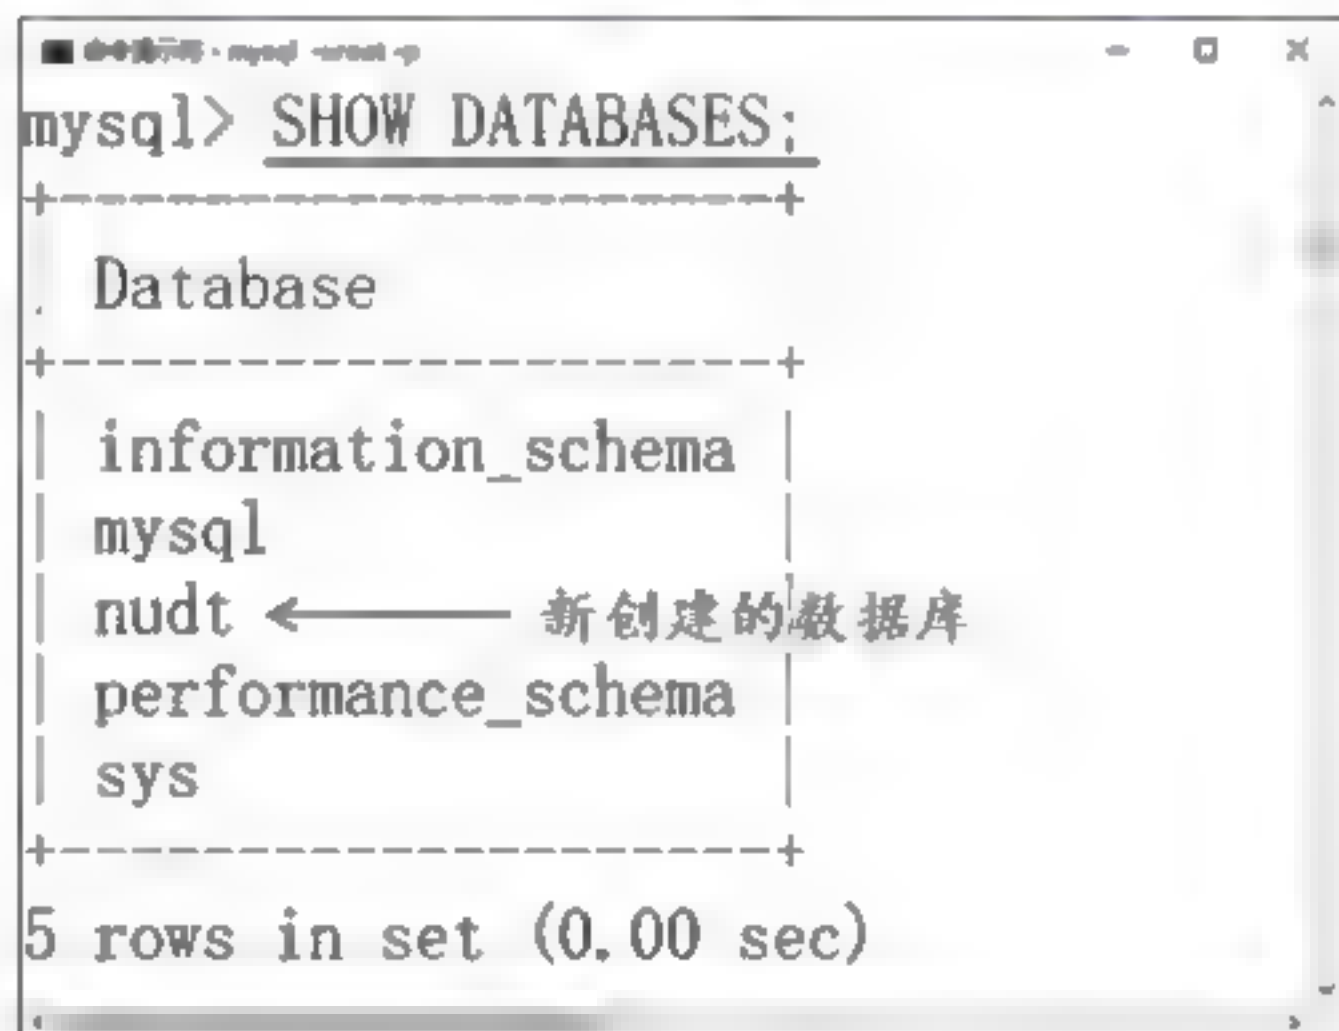 mysql> SHOW DATABASES;
+--------------------+
Database
+--------------------+
| information_schema |
| mysql |
| nudt ← 新创建的数据库
| performance_schema |
| sys |
+--------------------+
5 rows in set (0.00 sec)